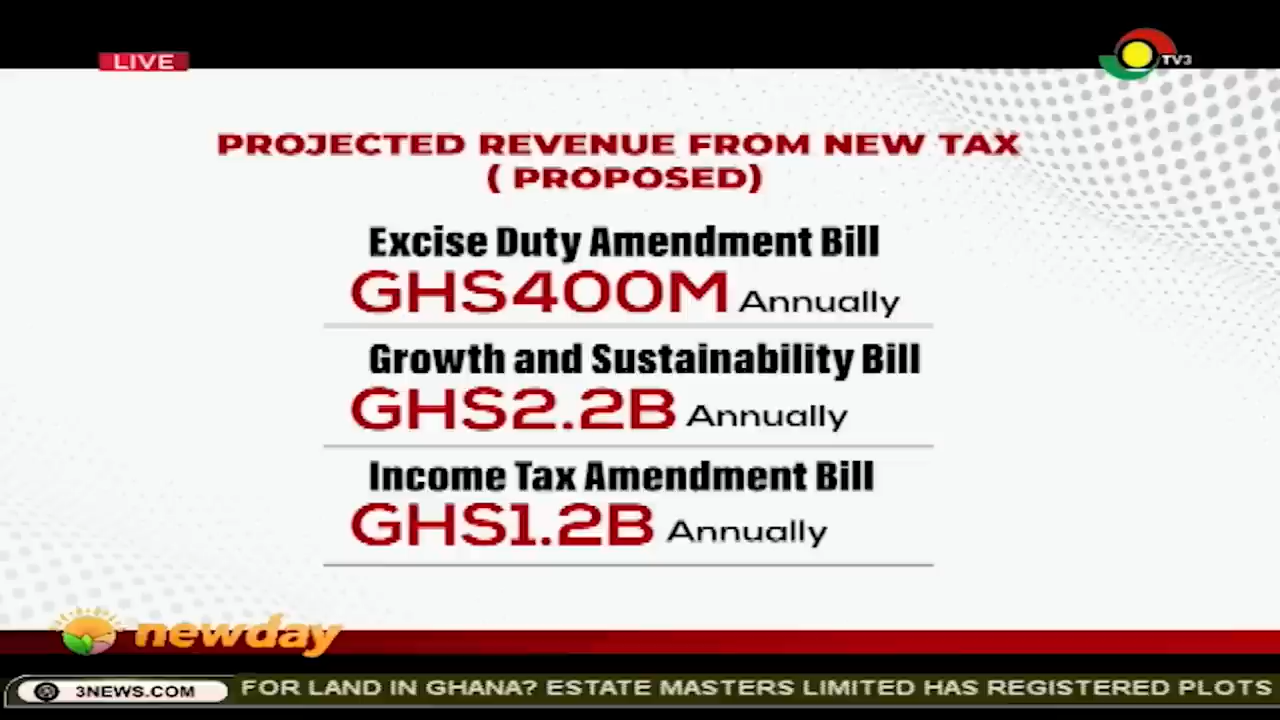 LIVE
TV3
PROJECTED REVENUE FROM NEW TAX
( PROPOSED)
Excise Duty Amendment Bill
GHS400M Annually
Growth and Sustainability Bill
GHS2.2B Annually
Income Tax Amendment Bill
GHS1.2B Annually
newday
3NEWS.COM FOR LAND IN GHANA? ESTATE MASTERS LIMITED HAS REGISTERED PLOTS